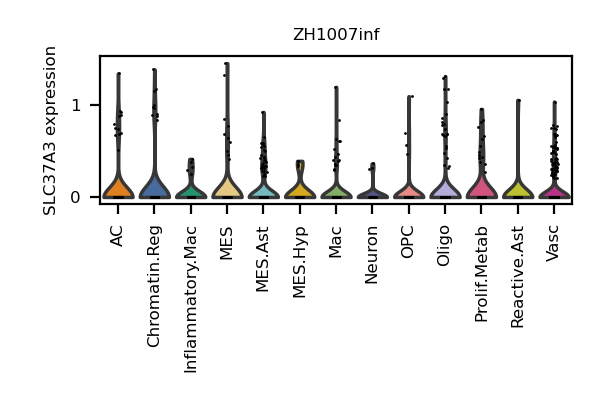 ZH1007inf
SLC37A3 expression
1
0
AC
Chromatin.Reg
Inflammatory.Mac
MES
MES.Ast
MES.Hyp
Mac
Neuron
OPC
Oligo
Prolif.Metab
Reactive.Ast
Vasc